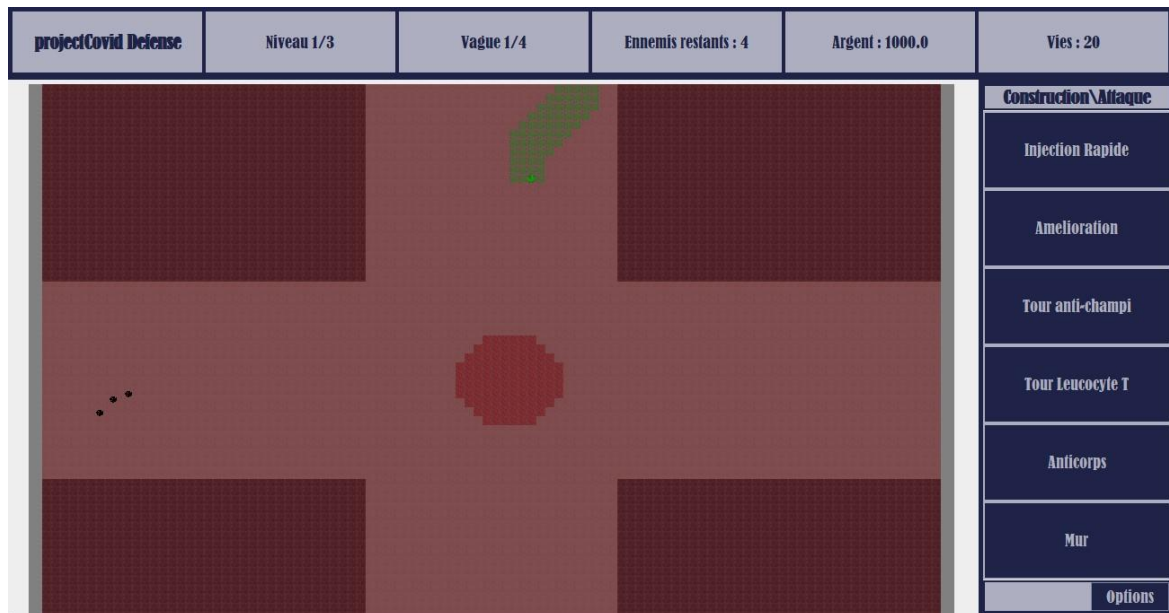 projectCovid Defense
Niveau 1/3
Vague 1/4
Ennemis restants : 4
Argent : 1000.0
Vies : 20
Construction\Attaque
Injection Rapide
Amelioration
Tour anti-champi
Tour Leucocyte T
Anticorps
Mur
Options